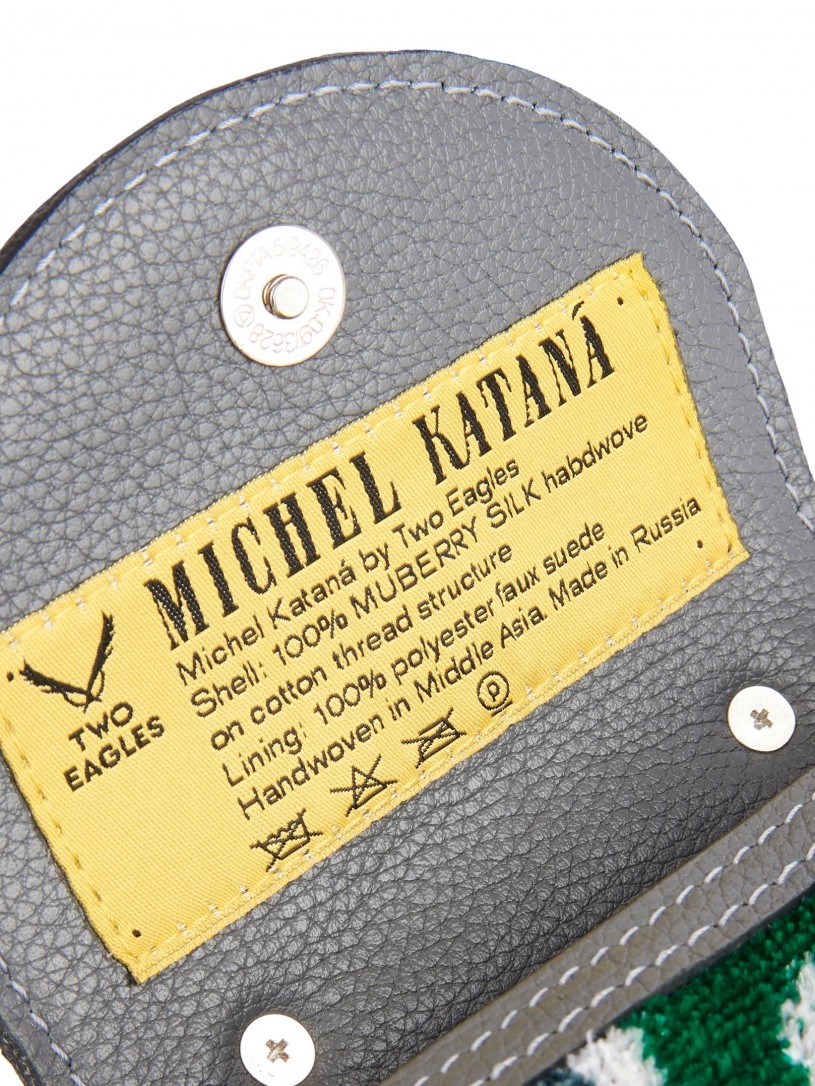 MICHEL KATANÁ
Michel Kataná by Two Eagles
Shell: 100% MUBERRY SILK habdwove
on cotton thread structure
Lining: 100% polyester faux suede
Handwoven in Middle Asia. Made in Russia
P
TWO
EAGLES